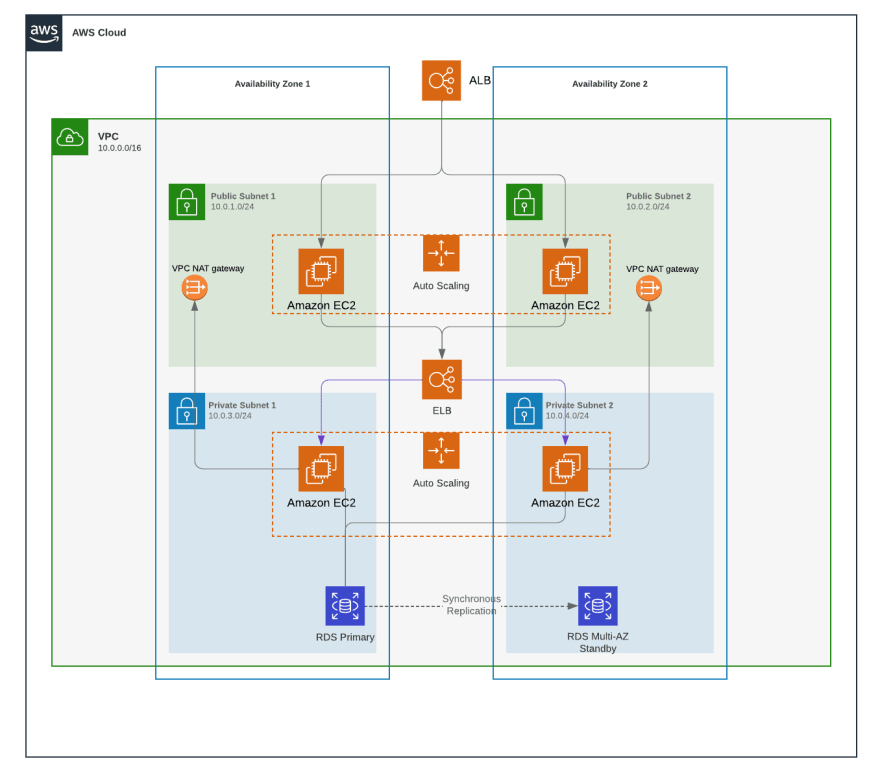 aws
AWS Cloud
Availability Zone 1
ALB
Availability Zone 2
VPC
10.0.0.0/16
Public Subnet 1
10.0.1.0/24
Public Subnet 2
10.0.2.0/24
VPC NAT gateway
Amazon EC2
Auto Scaling
Amazon EC2
VPC NAT gateway
ELB
Private Subnet 1
10.0.3.0/24
Private Subnet 2
10.0.4.0/24
Amazon EC2
Auto Scaling
Amazon EC2
Synchronous
Replication
RDS Primary
RDS Multi-AZ
Standby